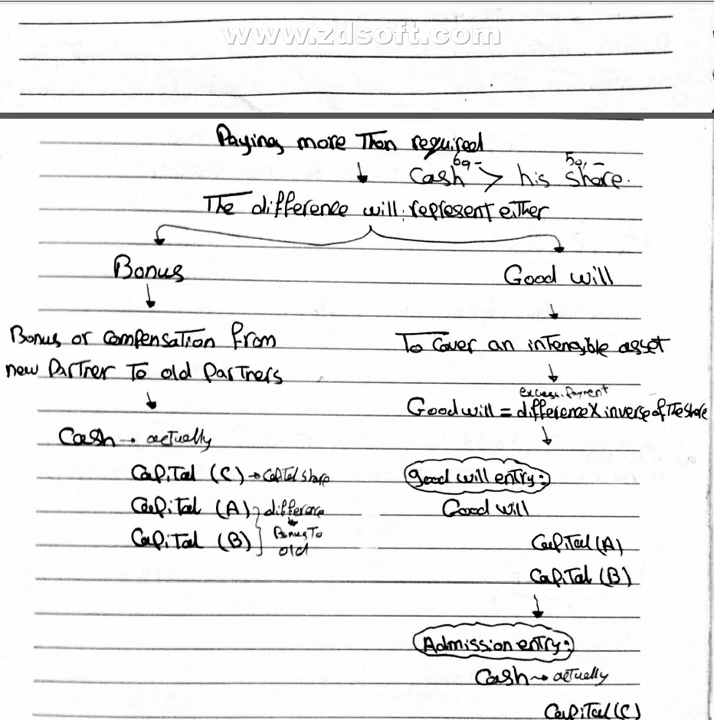 www.zdsoft.com
Paying more Than required
Cash 60,- > his share 50,-
The difference will represent either
Bonus
Bonus or compensation from
new Partner To old Partners
Cash → actually
Capital (C) → Capital share
Capital (A) difference
Capital (B) Bonus To
old
Good will
To Cover an intengible asset
excess Payment
Goodwill = difference X inverse of The share
Good will entry:
Good will
Capital (A)
Capital (B)
Admission entry:
Cash → actually
Capital (C)